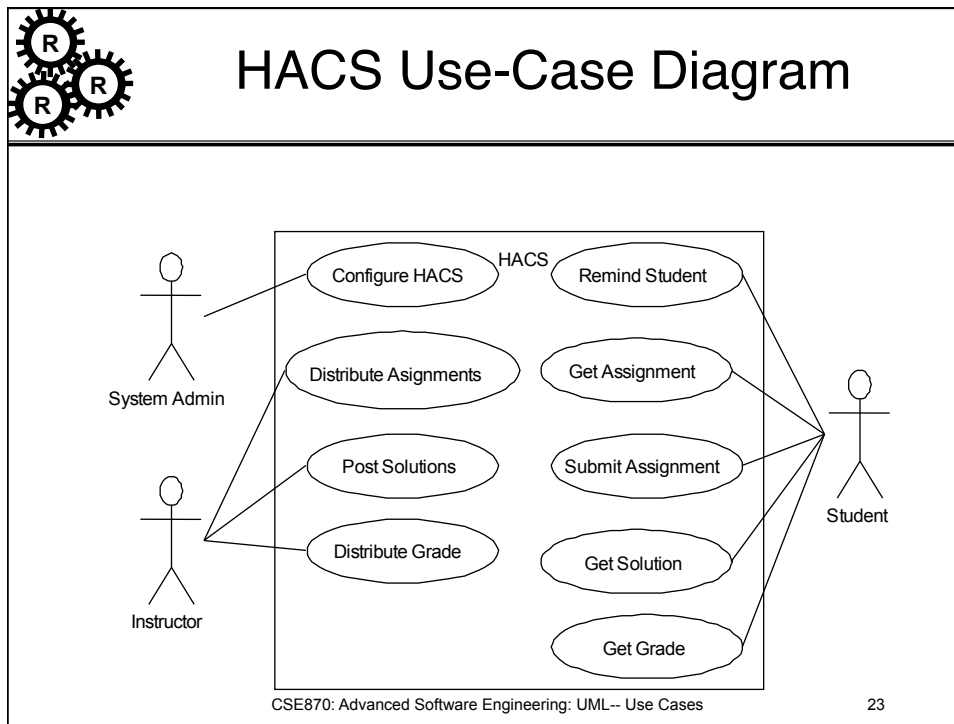 R
R
R
HACS Use-Case Diagram
HACS
Configure HACS
Remind Student
System Admin
Distribute Asignments
Get Assignment
Post Solutions
Submit Assignment
Student
Instructor
Distribute Grade
Get Solution
Get Grade
CSE870: Advanced Software Engineering: UML-- Use Cases
23